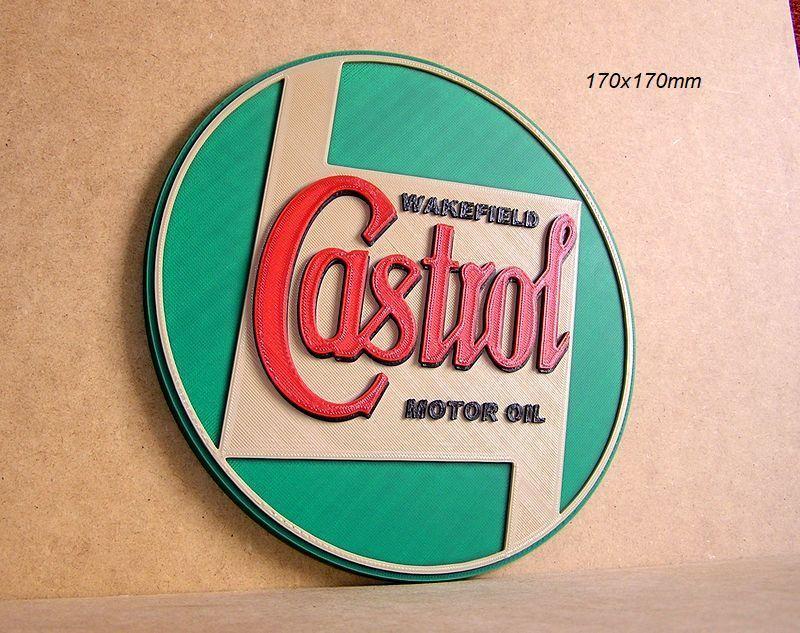 170x170mm
WAKEFIELD
Castrol
MOTOR OIL